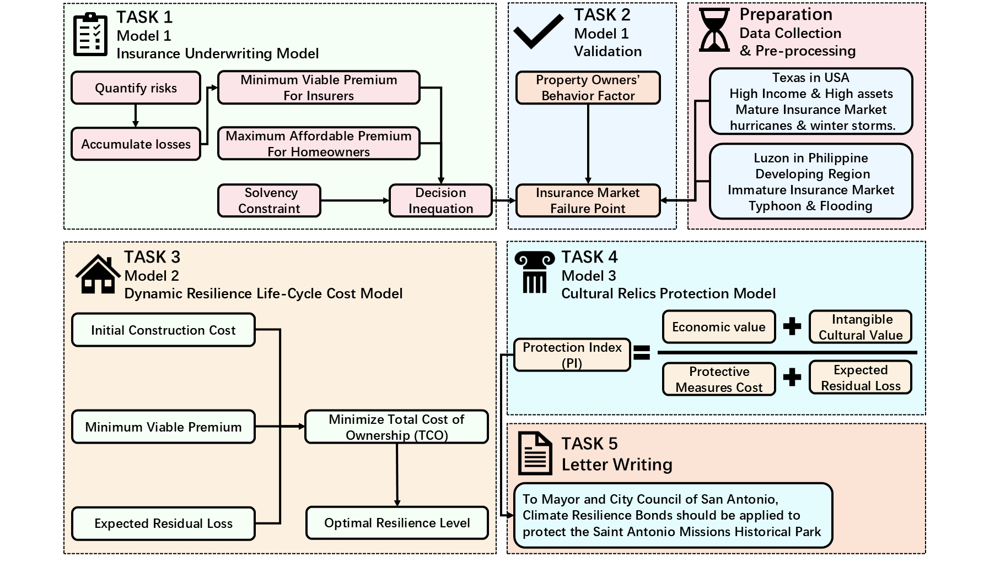 TASK 1
Model 1
Insurance Underwriting Model
Quantify risks
Accumulate losses
Minimum Viable Premium
For Insurers
Maximum Affordable Premium
For Homeowners
Solvency
Constraint
Decision
Inequation
TASK 2
Model 1
Validation
Property Owners’
Behavior Factor
Insurance Market
Failure Point
Preparation
Data Collection
& Pre-processing
Texas in USA
High Income & High assets
Mature Insurance Market
hurricanes & winter storms.
Luzon in Philippine
Developing Region
Immature Insurance Market
Typhoon & Flooding
TASK 3
Model 2
Dynamic Resilience Life-Cycle Cost Model
Initial Construction Cost
Minimum Viable Premium
Expected Residual Loss
Minimize Total Cost of
Ownership (TCO)
Optimal Resilience Level
TASK 4
Model 3
Cultural Relics Protection Model
Protection Index
(PI)
=
Economic value
+
Intangible
Cultural Value
Protective
Measures Cost
+
Expected
Residual Loss
TASK 5
Letter Writing
To Mayor and City Council of San Antonio,
Climate Resilience Bonds should be applied to
protect the Saint Antonio Missions Historical Park